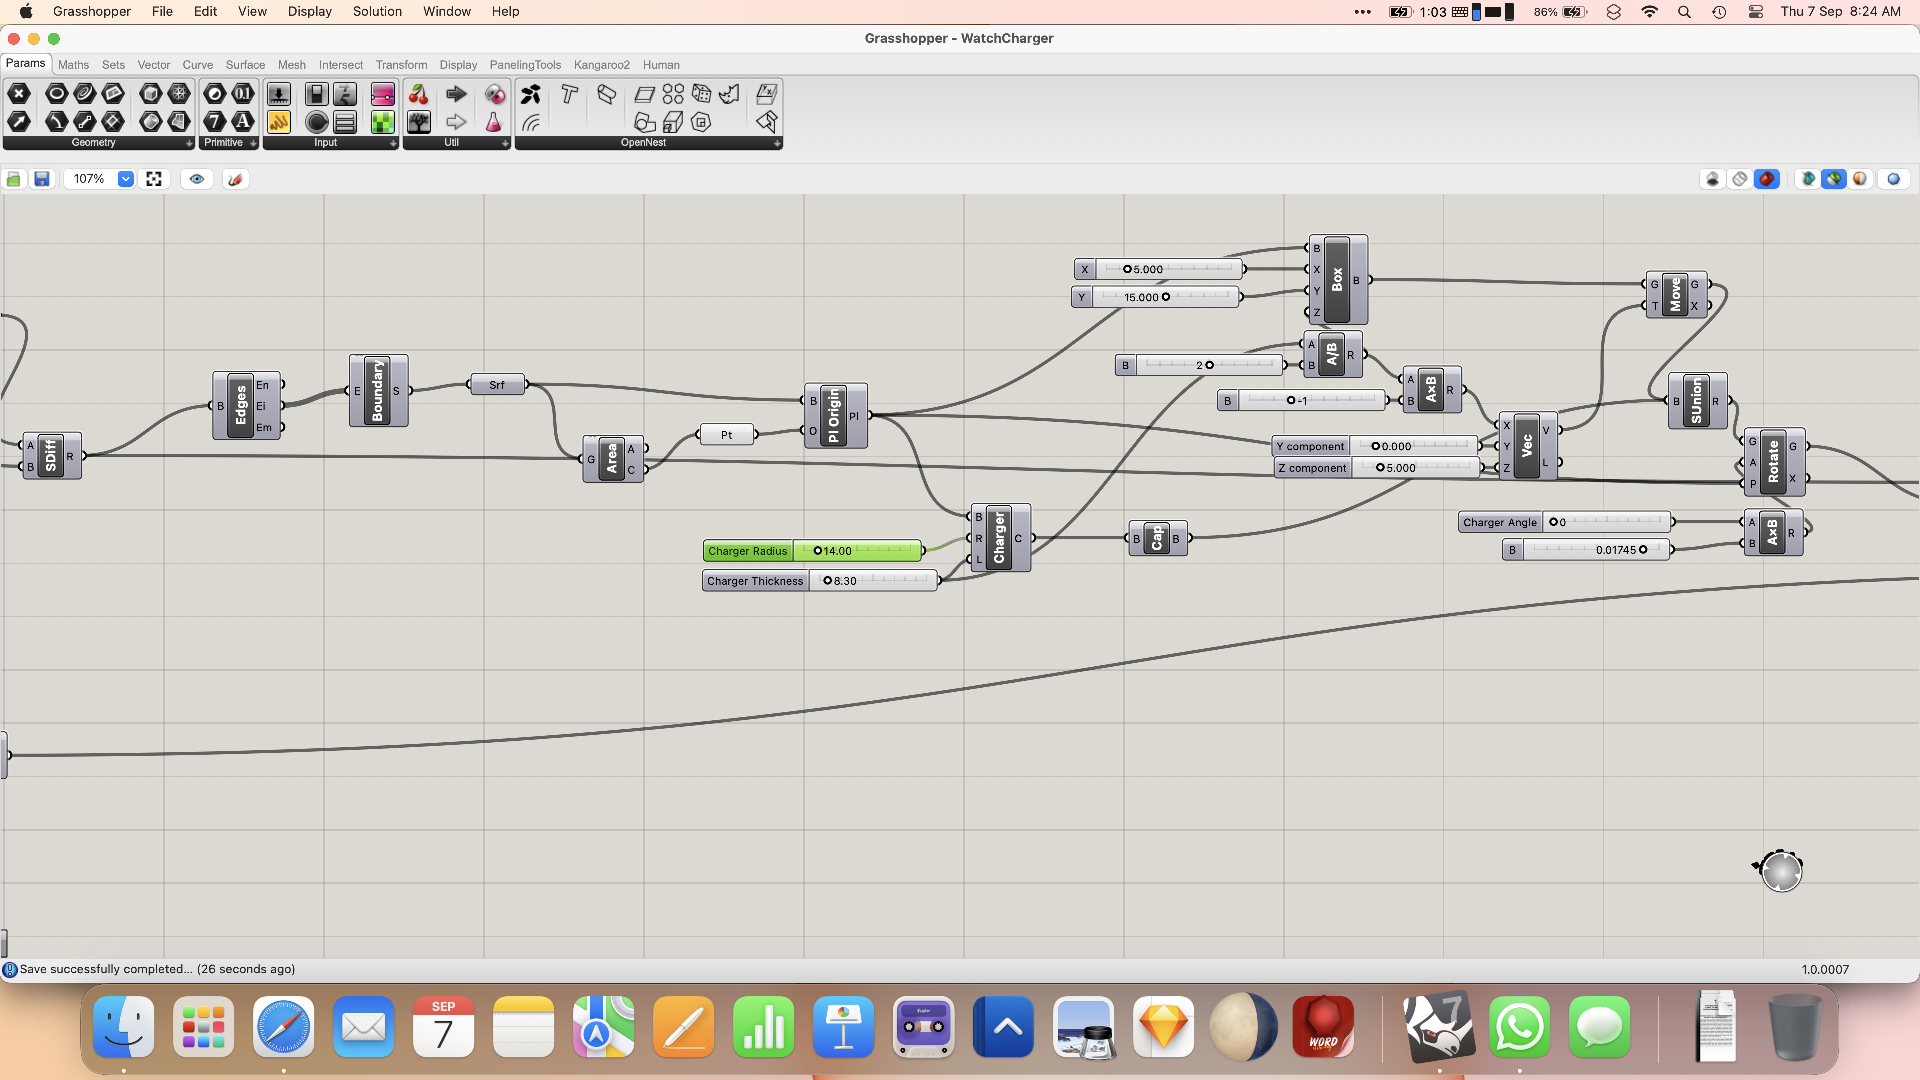 Grasshopper File Edit View Display Solution Window Help
1:03 86% Thu 7 Sep 8:24 AM
Grasshopper - WatchCharger
Params Maths Sets Vector Curve Surface Mesh Intersect Transform Display PanelingTools Kangaroo2 Human
0.1
7 A
Geometry Primitive Input Util OpenNest
107%
B
X 5.000 X Box B
Y 15.000 Y
Z
G Move G
T X
B 2 A A/B R
B
B -1 A AxB R
B
B Edges En
Ei
Em
E Boundary S
Srf
B Pl Origin Pl
O
B SUnion R
Pt
A SDiff R
B
G Area A
C
Y component 0.000
Z component 5.000
X Vec V
Y
Z L
G Rotate G
A
P X
Charger Angle 0
B 0.01745
A AxB R
B
B Charger C
R
L
B Cap B
Charger Radius 14.00
Charger Thickness 8.30
Save successfully completed... (26 seconds ago)
1.0.0007
SEP
7
WORD
7